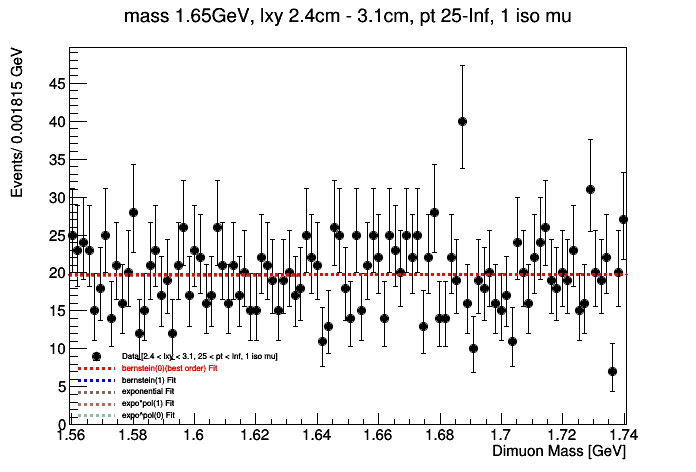 mass 1.65GeV, lxy 2.4cm - 3.1cm, pt 25-Inf, 1 iso mu
Events/ 0.001815 GeV
45
40
35
30
25
20
15
10
5
0
Data [2.4 < lxy < 3.1, 25 < pt < Inf, 1 iso mu]
bernstein(0)(best order) Fit
bernstein(1) Fit
exponential Fit
expo*pol(1) Fit
expo^pol(0) Fit
1.56 1.58 1.6 1.62 1.64 1.66 1.68 1.7 1.72 1.74
Dimuon Mass [GeV]